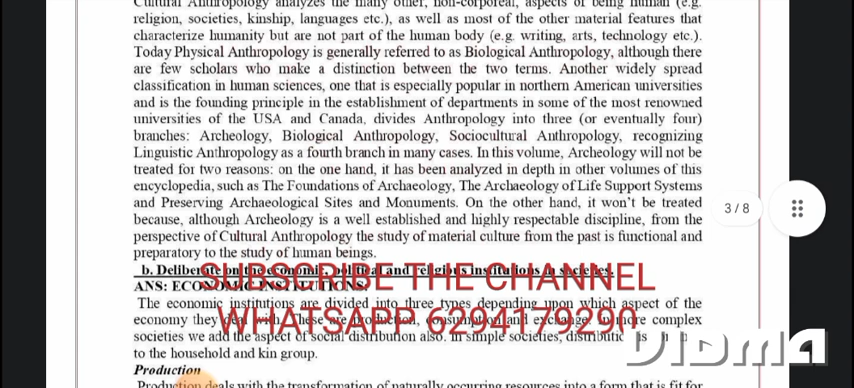 Cultural Anthropology analyzes the many other, non-corporeal, aspects of being human (e.g.
religion, societies, kinship, languages etc.), as well as most of the other material features that
characterize humanity but are not part of the human body (e.g. writing, arts, technology etc.).
Today Physical Anthropology is generally referred to as Biological Anthropology, although there
are few scholars who make a distinction between the two terms. Another widely spread
classification in human sciences, one that is especially popular in northern American universities
and is the founding principle in the establishment of departments in some of the most renowned
universities of the USA and Canada, divides Anthropology into three (or eventually four)
branches: Archeology, Biological Anthropology, Sociocultural Anthropology, recognizing
Linguistic Anthropology as a fourth branch in many cases. In this volume, Archeology will not be
treated for two reasons: on the one hand, it has been analyzed in depth in other volumes of this
encyclopedia, such as The Foundations of Archaeology, The Archaeology of Life Support Systems
and Preserving Archaeological Sites and Monuments. On the other hand, it won't be treated
because, although Archeology is a well established and highly respectable discipline, from the
perspective of Cultural Anthropology the study of material culture from the past is functional and
preparatory to the study of human beings.
3 / 8
b. Deliberate on the economic, political and religious institutions in societies.
SUBSCRIBE THE CHANNEL
ANS: ECONOMIC INSTITUTIONS:
The economic institutions are divided into three types depending upon which aspect of the
economy they deal with. These are production, consumption and exchange. In more complex
WHATSAPP 6294179290
societies we add the aspect of social distribution also. In simple societies, is
to the household and kin group.
Production
Production deals with the transformation of naturally occurring resources into a form that is fit for